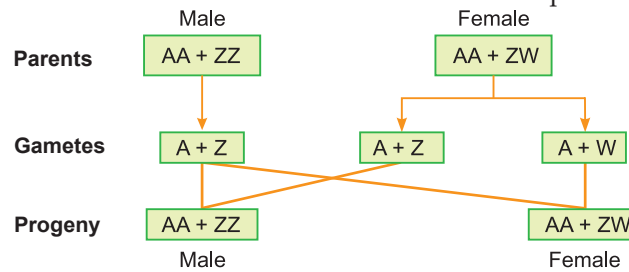 Male Female
Parents AA + ZZ AA + ZW
Gametes A + Z A + Z A + W
Progeny AA + ZZ AA + ZW
Male Female